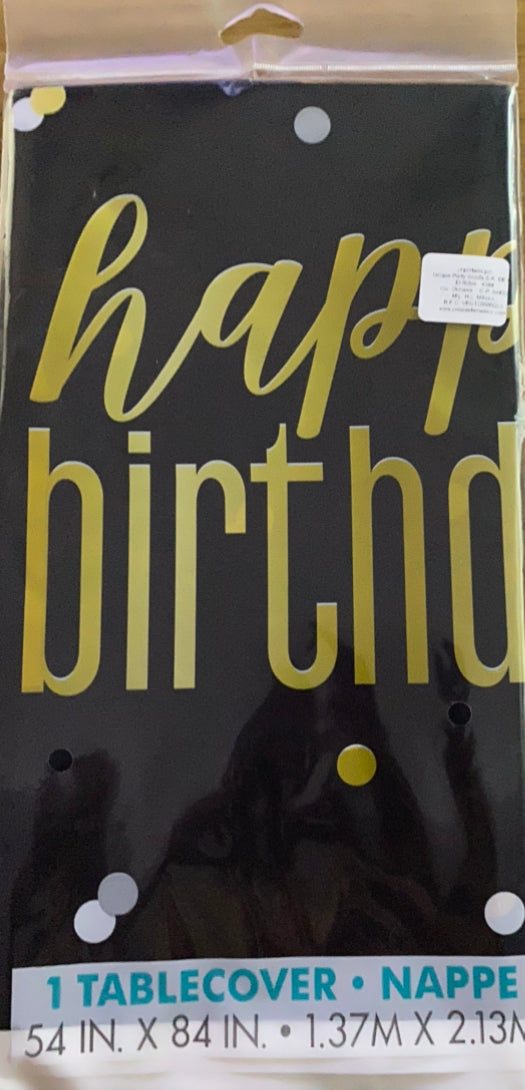 happ
birthd
1 TABLECOVER • NAPPE
54 IN. X 84 IN. • 1.37M X 2.13M